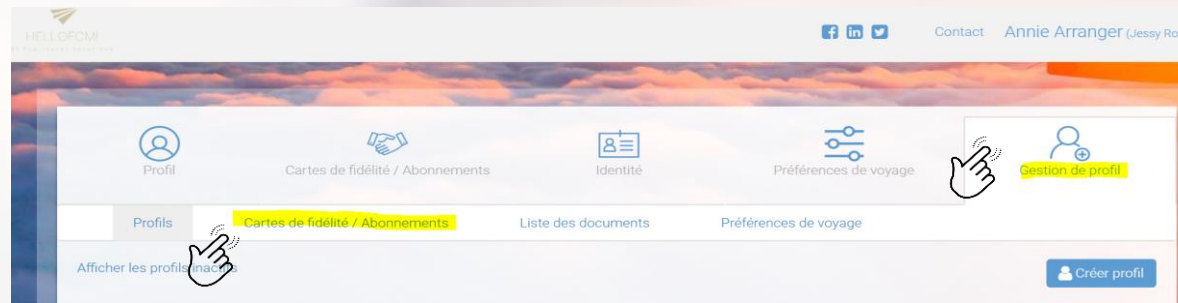 HELLOFCMI
Contact
Annie Arranger (Jessy Ro
Profil
Cartes de fidélité / Abonnements
Identité
Préférences de voyage
Gestion de profil
Profils
Cartes de fidélité / Abonnements
Liste des documents
Préférences de voyage
Afficher les profils inactifs
Créer profil